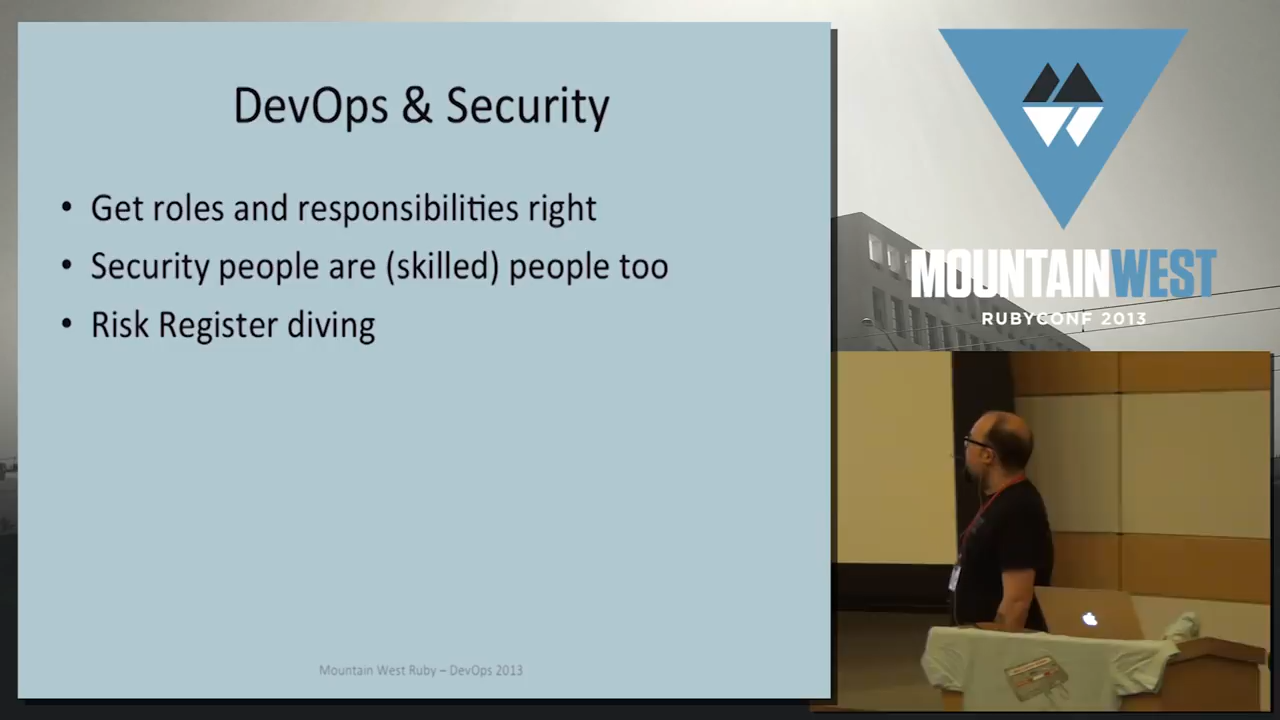 DevOps & Security
• Get roles and responsibilities right
• Security people are (skilled) people too
• Risk Register diving
Mountain West Ruby – DevOps 2013
MOUNTAINWEST
RUBYCONF 2013